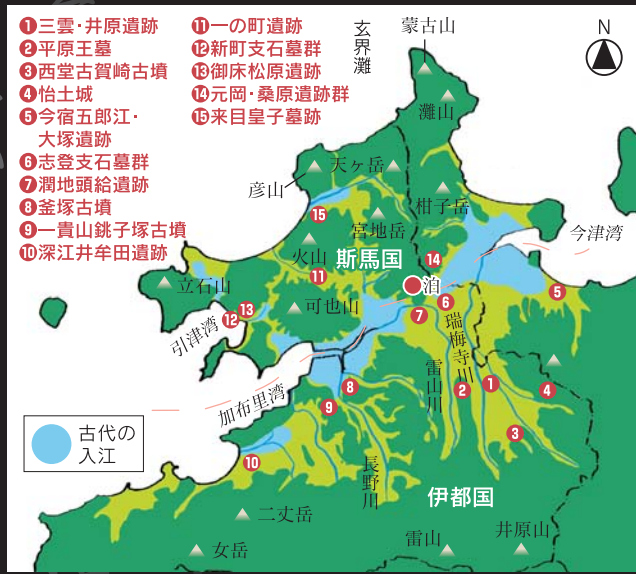 ❶三雲・井原遺跡
❷平原王墓
❸西堂古賀崎古墳
❹怡土城
❺今宿五郎江・
大塚遺跡
❻志登支石墓群
❼潤地頭給遺跡
❽釜塚古墳
❾一貴山銚子塚古墳
❿深江井牟田遺跡
⓫一の町遺跡
⓬新町支石墓群
⓭御床松原遺跡
⓮元岡・桑原遺跡群
⓯来目皇子墓跡
玄界灘
蒙古山
N
灘山
天ヶ岳
彦山
柑子岳
⓯
宮地岳
今津湾
火山
斯馬国
⓮
⓫
立石山
泊
❺
可也山
⓭
⓬
❻
❼
引津湾
瑞梅寺川
雷山川
加布里湾
❽
❷
❶
❹
❾
古代の
入江
❸
❿
長野川
伊都国
二丈岳
女岳
雷山
井原山